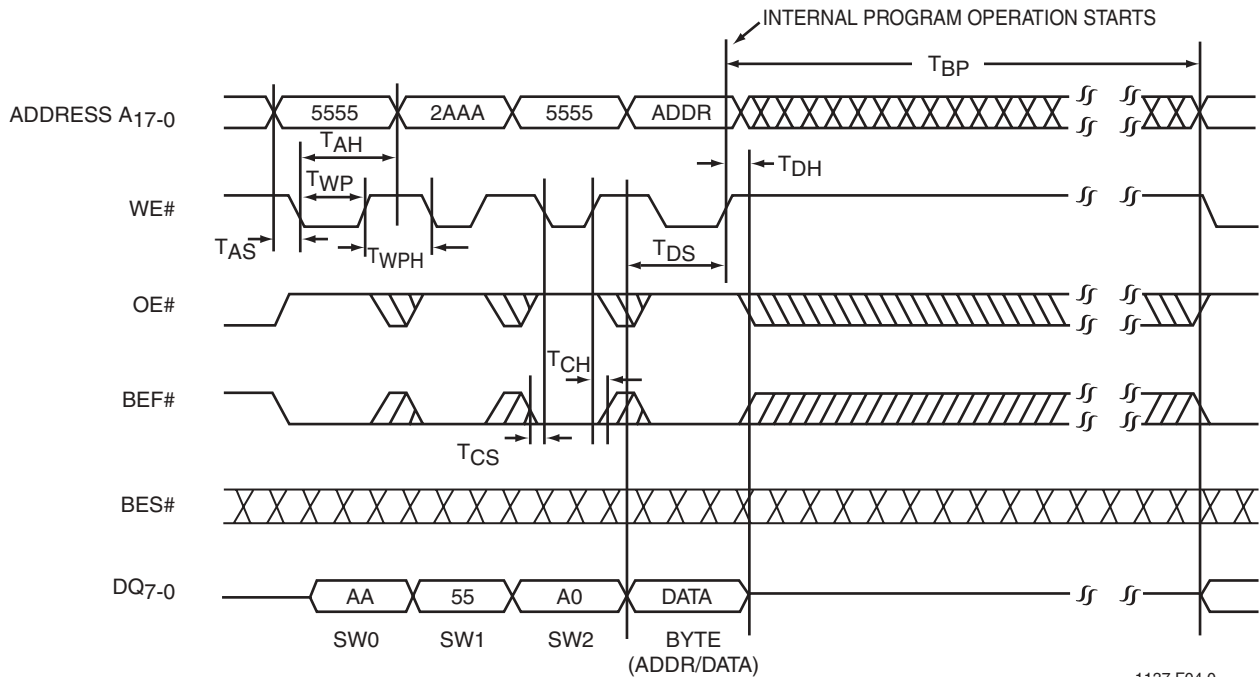 INTERNAL PROGRAM OPERATION STARTS
TBP
ADDRESS A17-0
5555
2AAA
5555
ADDR
TAH
TDH
TWP
WE#
TAS
TWPH
TDS
OE#
TCH
BEF#
TCS
BES#
DQ7-0
AA
55
A0
DATA
SW0
SW1
SW2
BYTE
(ADDR/DATA)